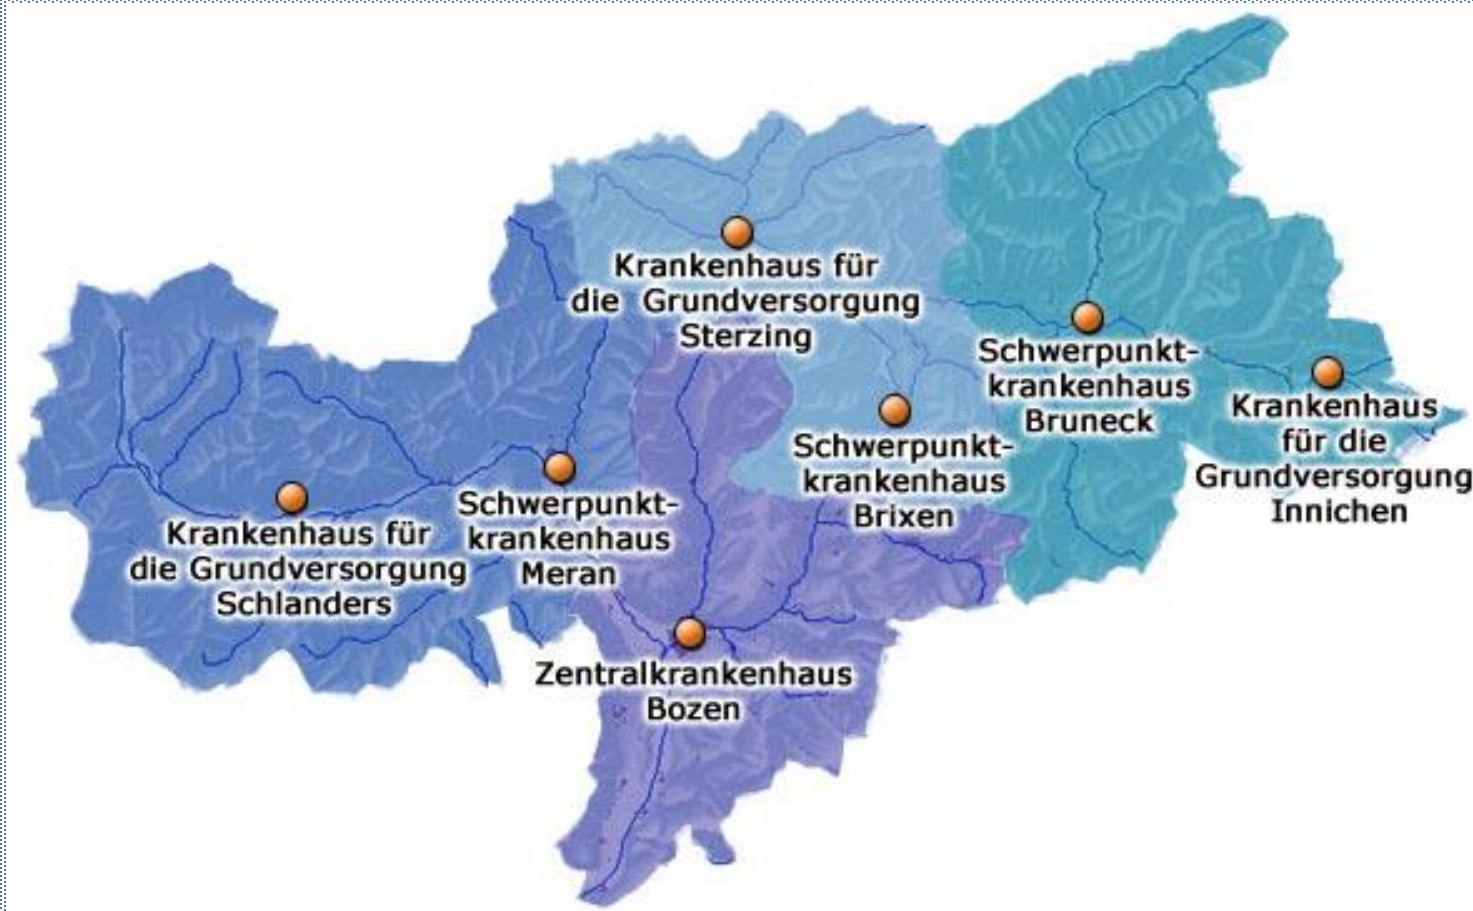 Krankenhaus für
die Grundversorgung
Sterzing
Schwerpunkt-
krankenhaus
Bruneck
Krankenhaus
für die
Grundversorgung
Innichen
Schwerpunkt-
krankenhaus
Brixen
Schwerpunkt-
krankenhaus
Meran
Krankenhaus für
die Grundversorgung
Schlanders
Zentralkrankenhaus
Bozen